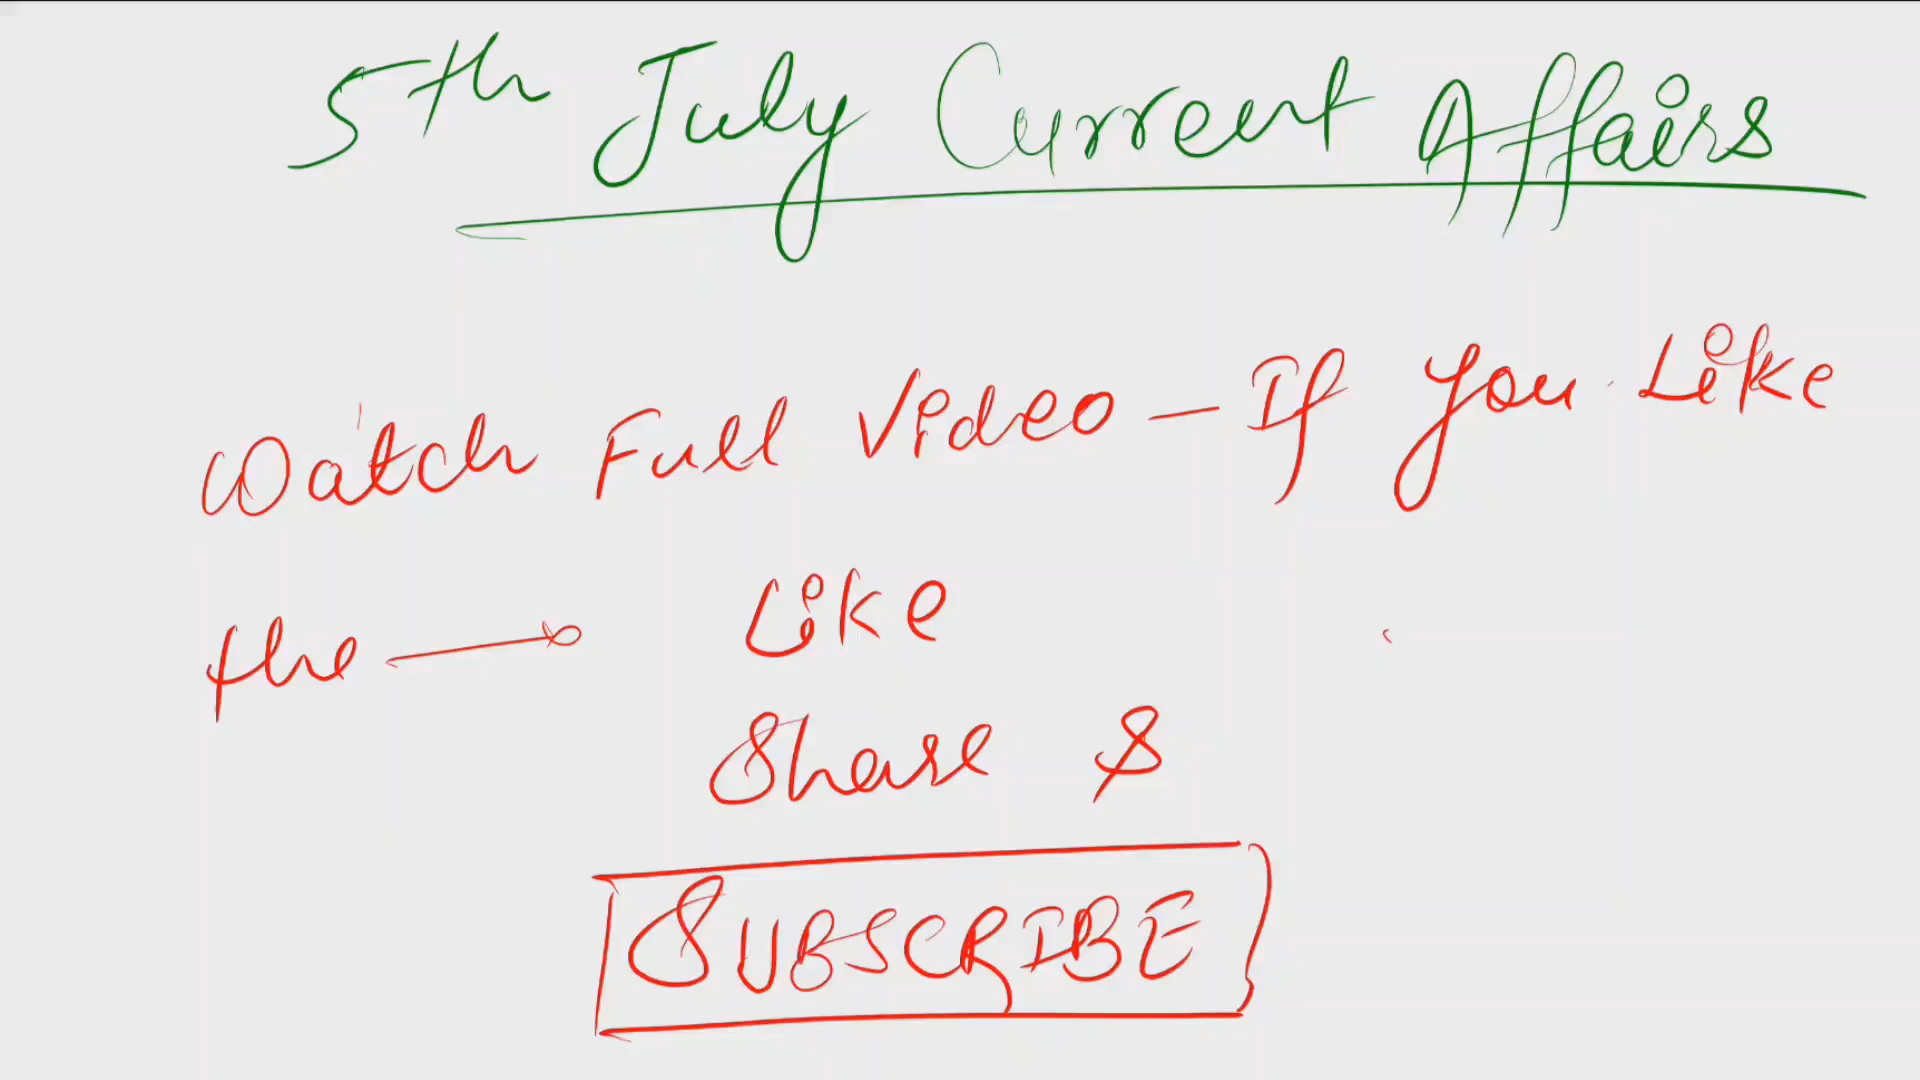 5th July Current Affairs
Watch Full Video - If you Like
the → Like
Share &
SUBSCRIBE